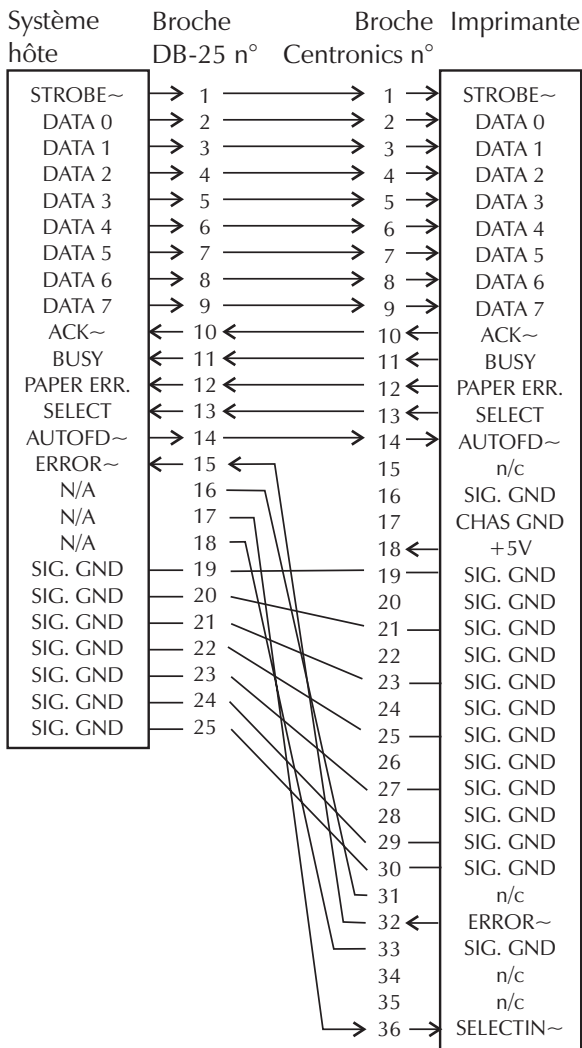 Système hôte Broche DB-25 n° Broche Centronics n° Imprimante
STROBE~ 1 1 STROBE~
DATA 0 2 2 DATA 0
DATA 1 3 3 DATA 1
DATA 2 4 4 DATA 2
DATA 3 5 5 DATA 3
DATA 4 6 6 DATA 4
DATA 5 7 7 DATA 5
DATA 6 8 8 DATA 6
DATA 7 9 9 DATA 7
ACK~ 10 10 ACK~
BUSY 11 11 BUSY
PAPER ERR. 12 12 PAPER ERR.
SELECT 13 13 SELECT
AUTOFD~ 14 14 AUTOFD~
ERROR~ 15 15 n/c
N/A 16 16 SIG. GND
N/A 17 17 CHAS GND
N/A 18 18 +5V
SIG. GND 19 19 SIG. GND
SIG. GND 20 20 SIG. GND
SIG. GND 21 21 SIG. GND
SIG. GND 22 22 SIG. GND
SIG. GND 23 23 SIG. GND
SIG. GND 24 24 SIG. GND
SIG. GND 25 25 SIG. GND
26 SIG. GND
27 SIG. GND
28 SIG. GND
29 SIG. GND
30 SIG. GND
31 n/c
32 ERROR~
33 SIG. GND
34 n/c
35 n/c
36 SELECTIN~